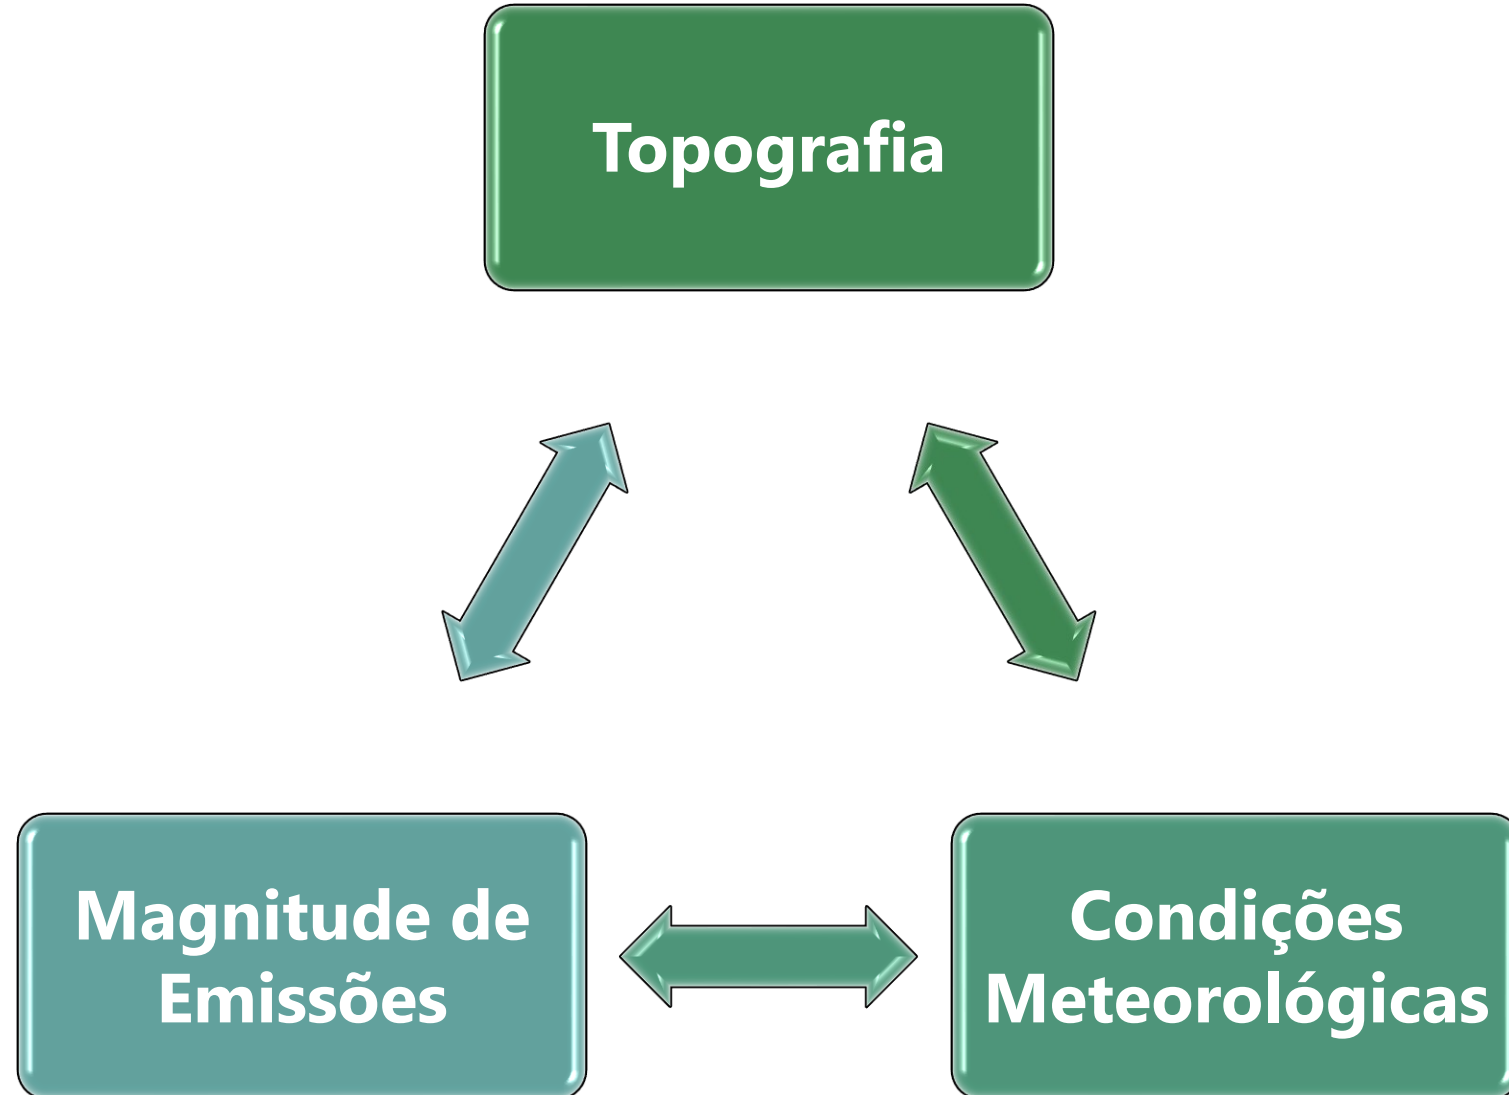 Topografia
Magnitude de
Emissões
Condições
Meteorológicas